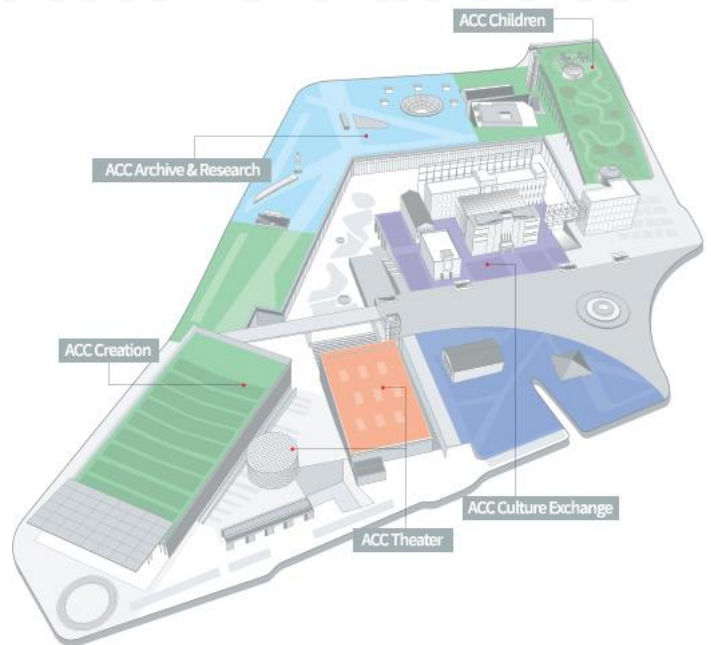 ACC Children
ACC Archive & Research
ACC Creation
ACC Culture Exchange
ACC Theater